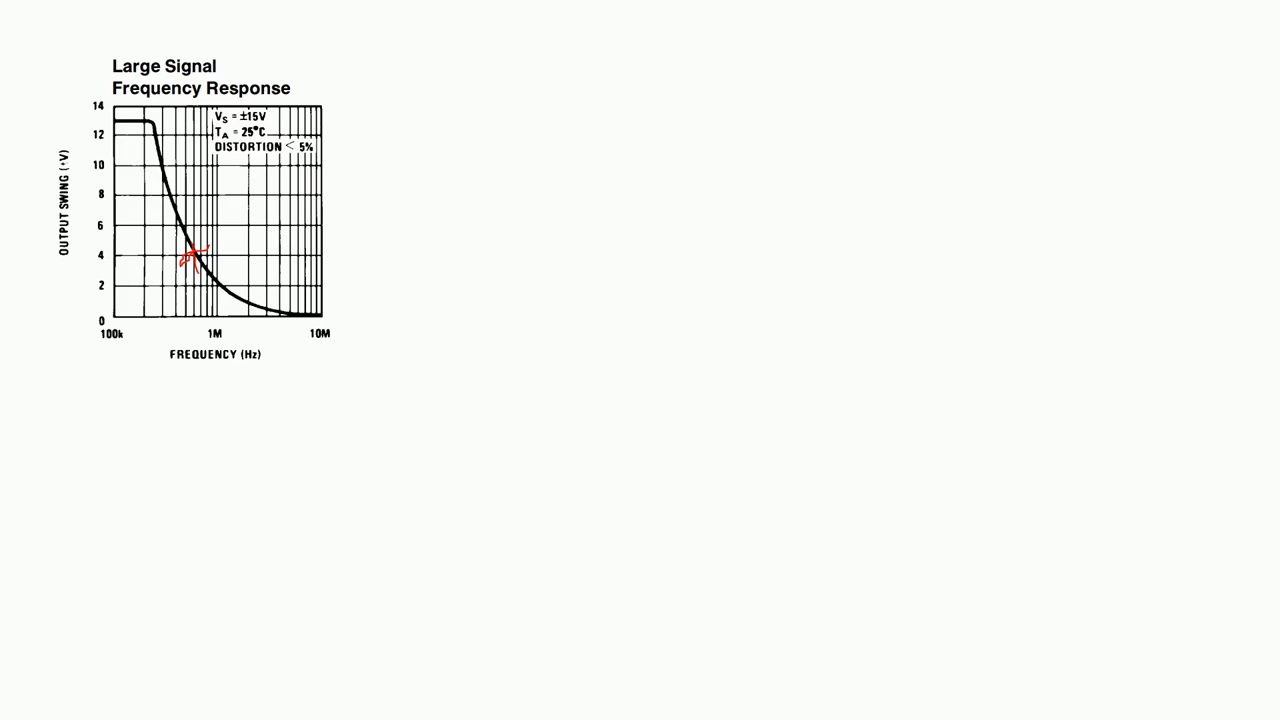 Large Signal
Frequency Response
14
12
10
8
6
4
2
0
OUTPUT SWING (·V)
VS = ±15V
TA = 25°C
DISTORTION < 5%
100k 1M 10M
FREQUENCY (Hz)